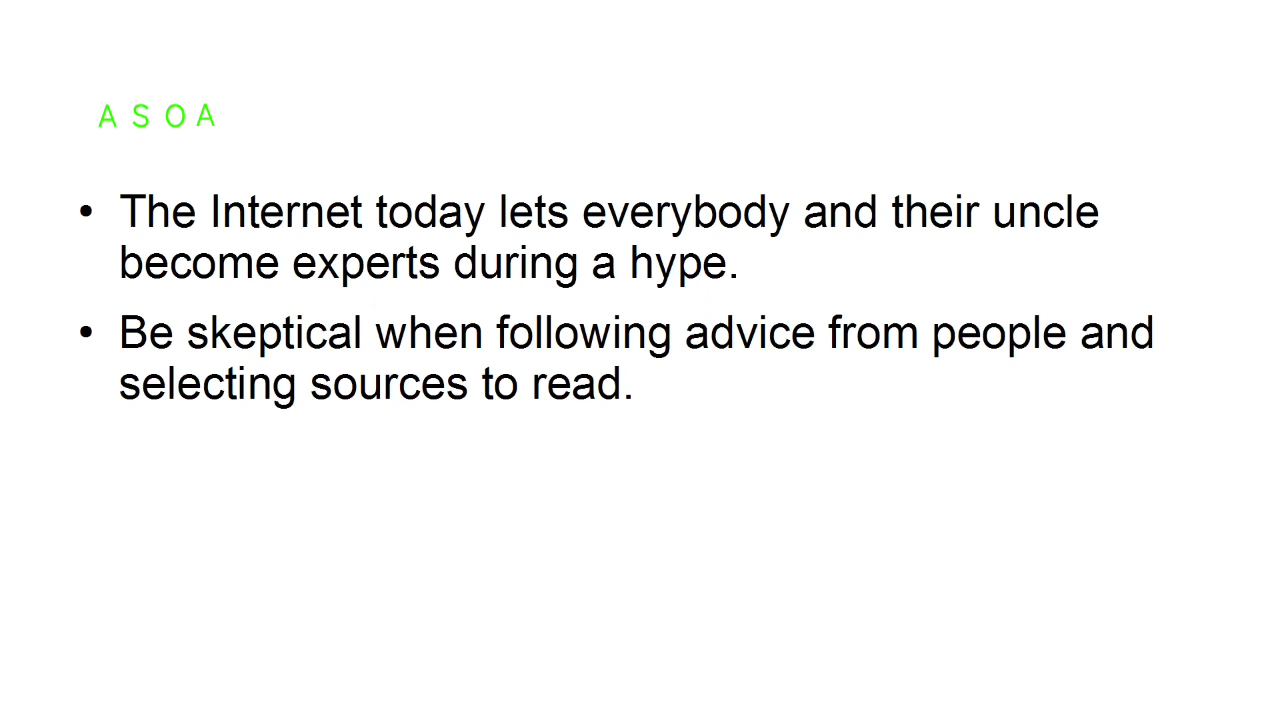 A S O A
• The Internet today lets everybody and their uncle
become experts during a hype.
• Be skeptical when following advice from people and
selecting sources to read.